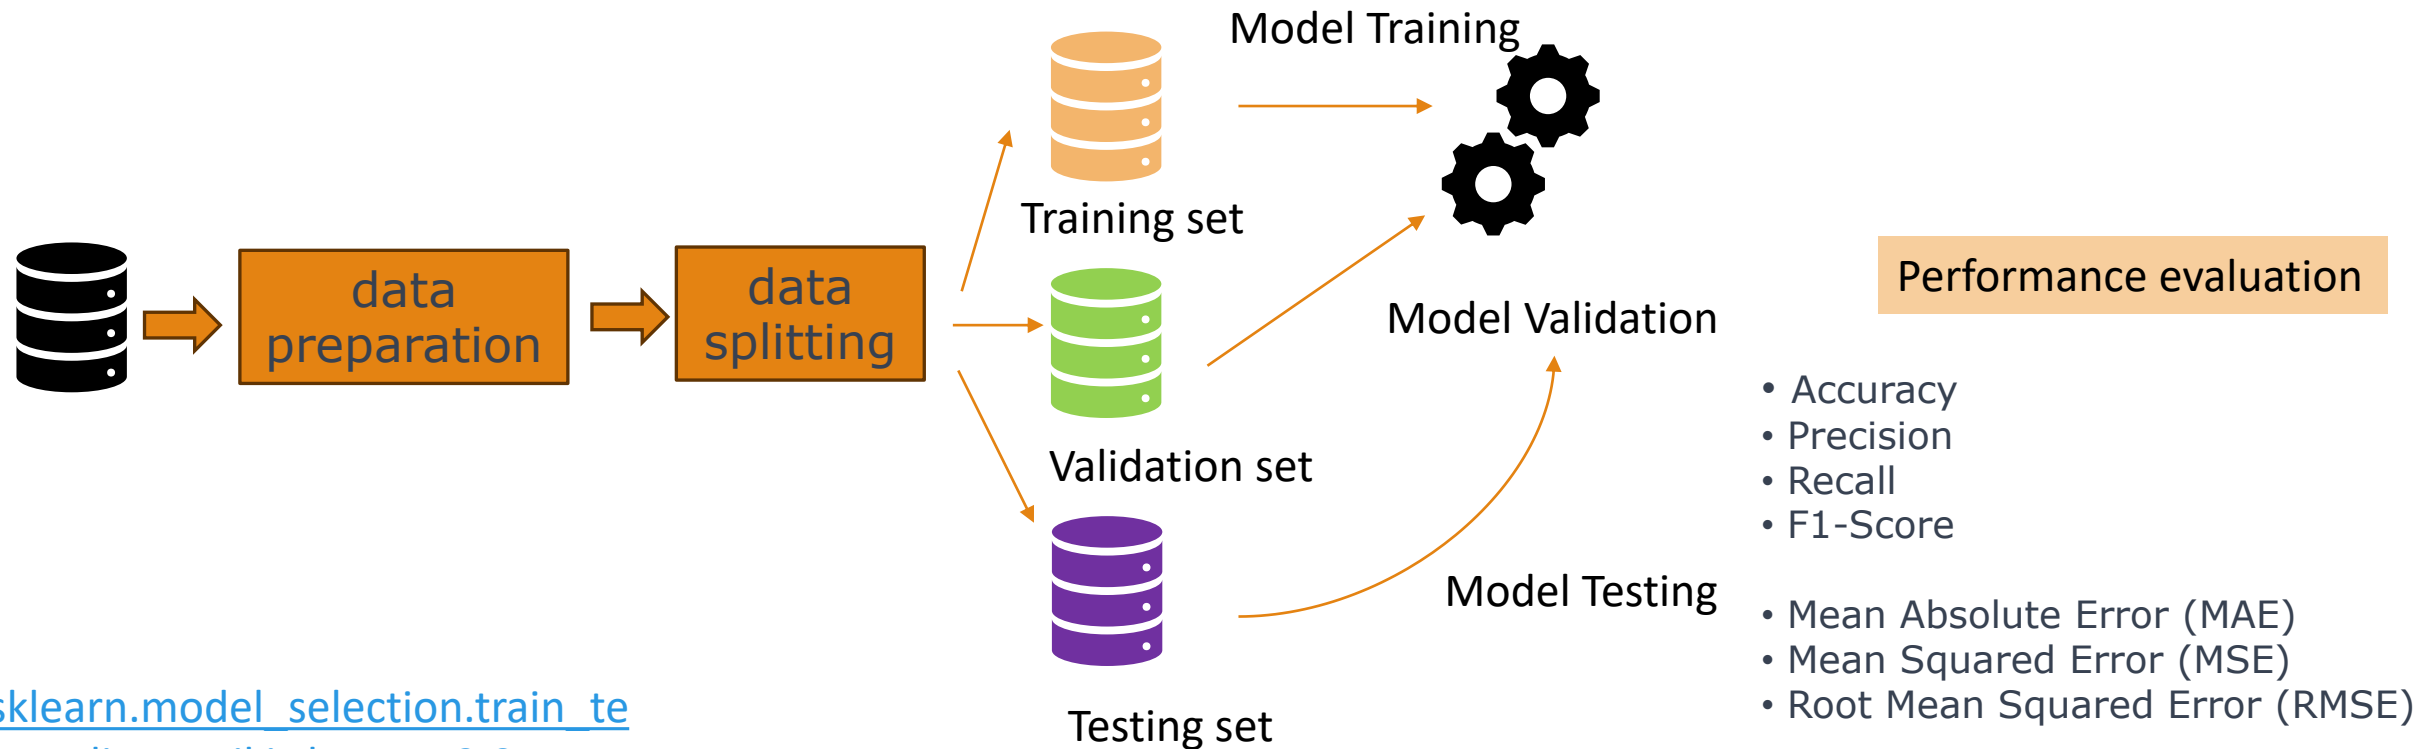 Model Training
Training set
data
preparation
data
splitting
Performance evaluation
Model Validation
• Accuracy
• Precision
• Recall
• F1-Score
Validation set
Model Testing
• Mean Absolute Error (MAE)
• Mean Squared Error (MSE)
• Root Mean Squared Error (RMSE)
sklearn.model_selection.train_te
Testing set